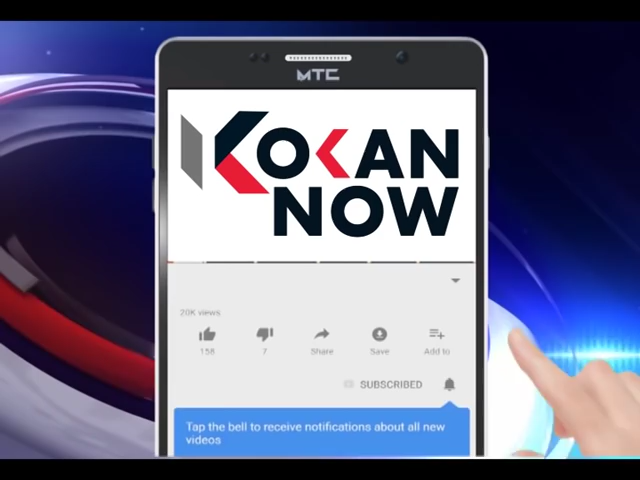 MTC
KOKAN
NOW
20K views
158
7
Share
Save
Add to
SUBSCRIBED
Tap the bell to receive notifications about all new
videos